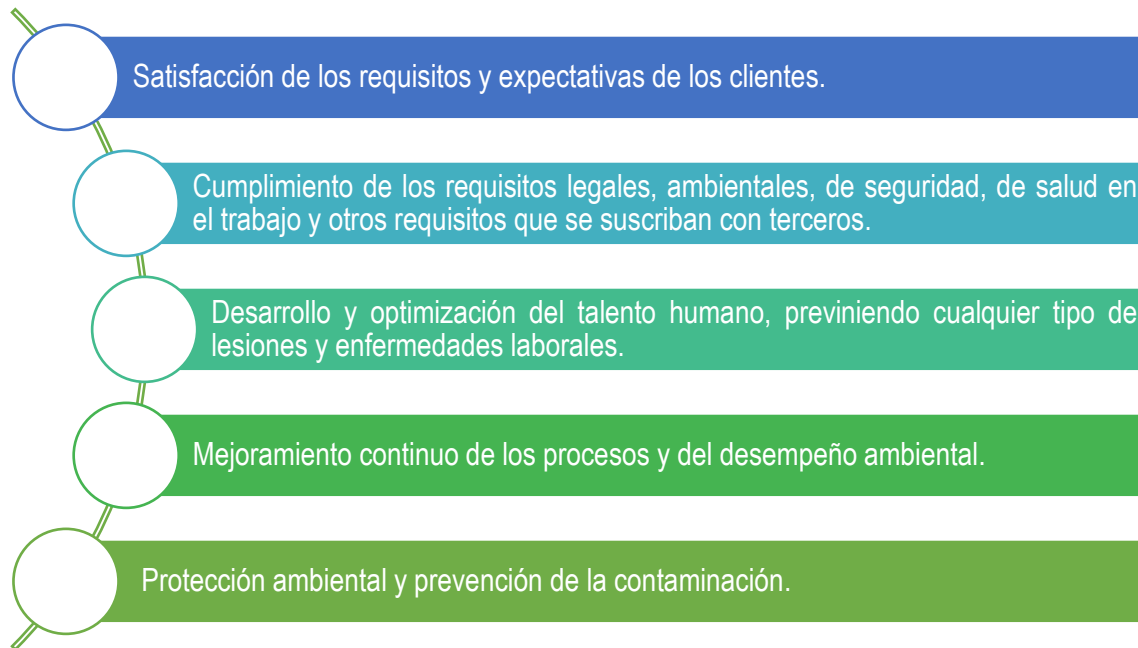 Satisfacción de los requisitos y expectativas de los clientes.
Cumplimiento de los requisitos legales, ambientales, de seguridad, de salud en
el trabajo y otros requisitos que se suscriban con terceros.
Desarrollo y optimización del talento humano, previniendo cualquier tipo de
lesiones y enfermedades laborales.
Mejoramiento continuo de los procesos y del desempeño ambiental.
Protección ambiental y prevención de la contaminación.